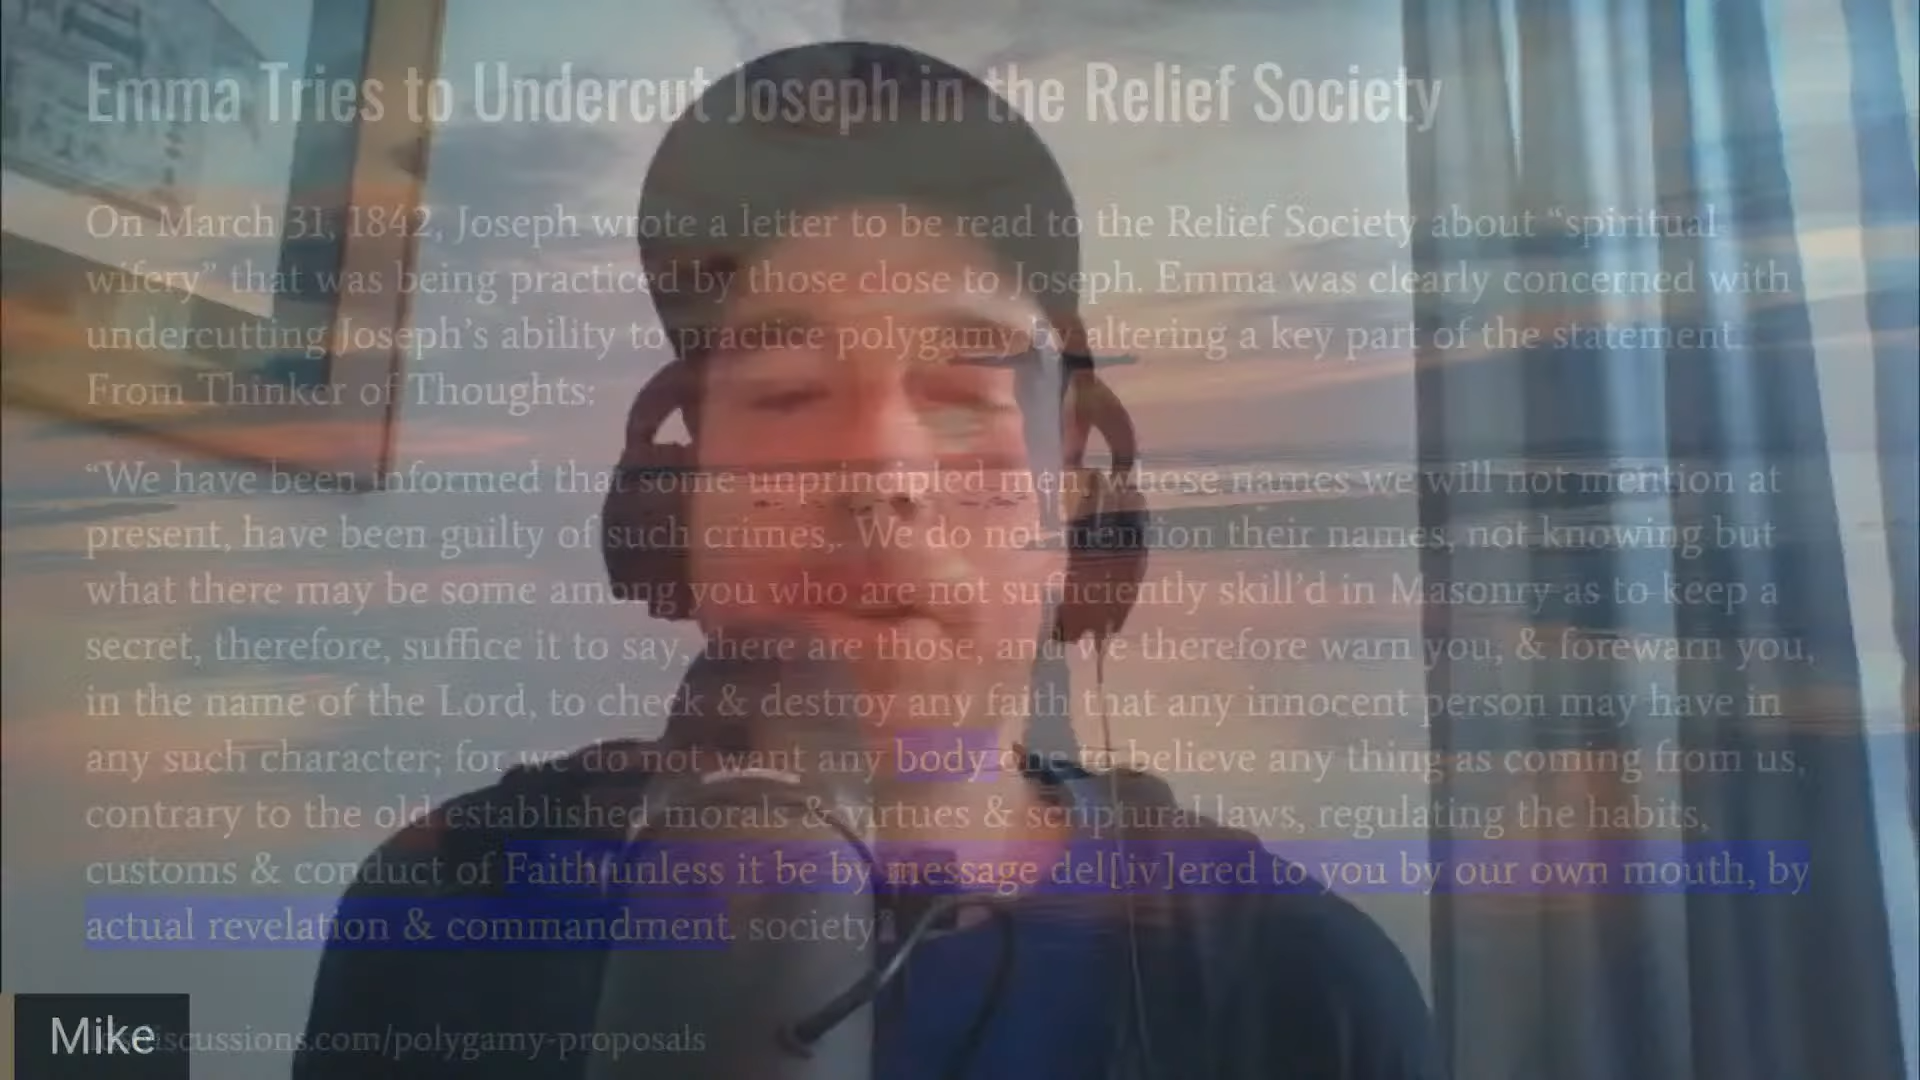 Emma Tries to Undercut Joseph in the Relief Society
On March 31, 1842, Joseph wrote a letter to be read to the Relief Society about “spiritual
wifery” that was being practiced by those close to Joseph. Emma was clearly concerned with
undercutting Joseph’s ability to practice polygamy by altering a key part of the statement.
From Thinker of Thoughts:
“We have been informed that some unprincipled men, whose names we will not mention at
present, have been guilty of such crimes,. We do not mention their names, not knowing but
what there may be some among you who are not sufficiently skill’d in Masonry as to keep a
secret, therefore, suffice it to say, there are those, and we therefore warn you, & forewarn you,
in the name of the Lord, to check & destroy any faith that any innocent person may have in
any such character; for we do not want any body one to believe any thing as coming from us,
contrary to the old established morals & virtues & scriptural laws, regulating the habits,
customs & conduct of Faith unless it be by message del[iv]ered to you by our own mouth, by
actual revelation & commandment. society
Mike
iscussions.com/polygamy-proposals